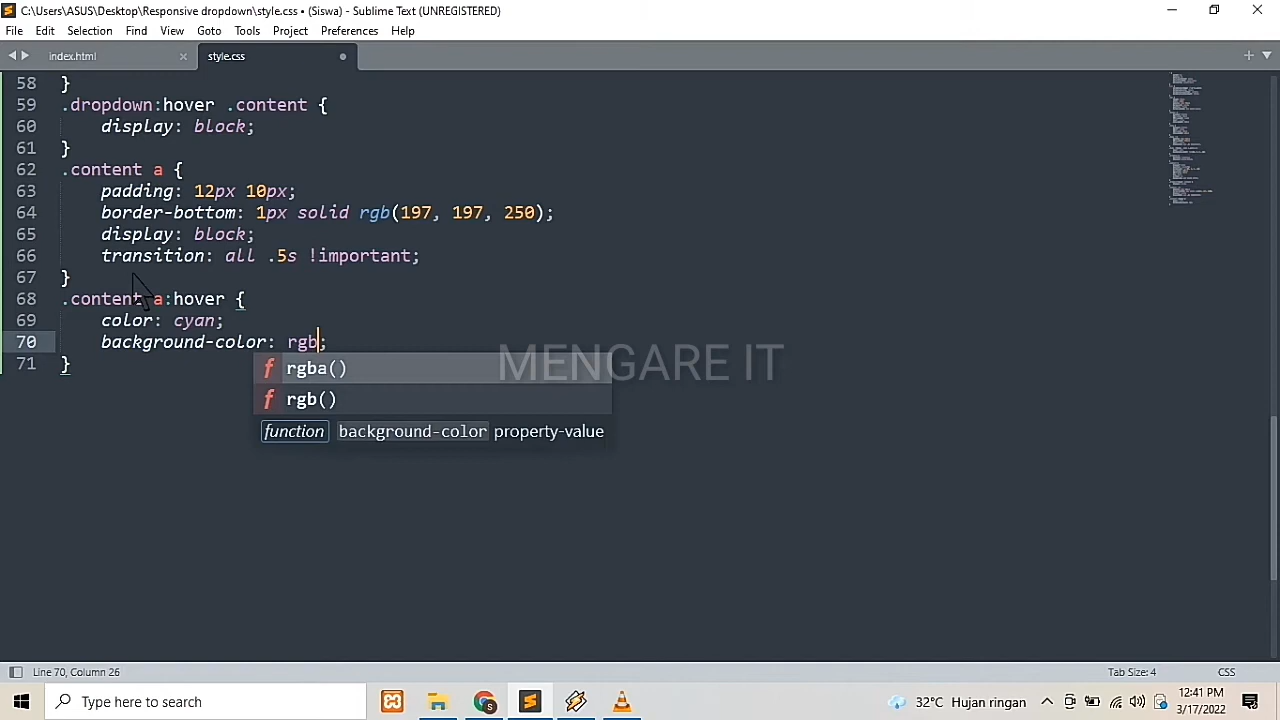 C:\Users\ASUS\Desktop\Responsive dropdown\style.css • (Siswa) - Sublime Text (UNREGISTERED)
File Edit Selection Find View Goto Tools Project Preferences Help
index.html × style.css
58 }
59 .dropdown:hover .content {
60 display: block;
61 }
62 .content a {
63 padding: 12px 10px;
64 border-bottom: 1px solid rgb(197, 197, 250);
65 display: block;
66 transition: all .5s !important;
67 }
68 .content a:hover {
69 color: cyan;
70 background-color: rgb;
71 }
f rgba()
f rgb()
function background-color property-value
MENGARE IT
Line 70, Column 26 Tab Size: 4 CSS
Type here to search 32°C Hujan ringan 12:41 PM
3/17/2022